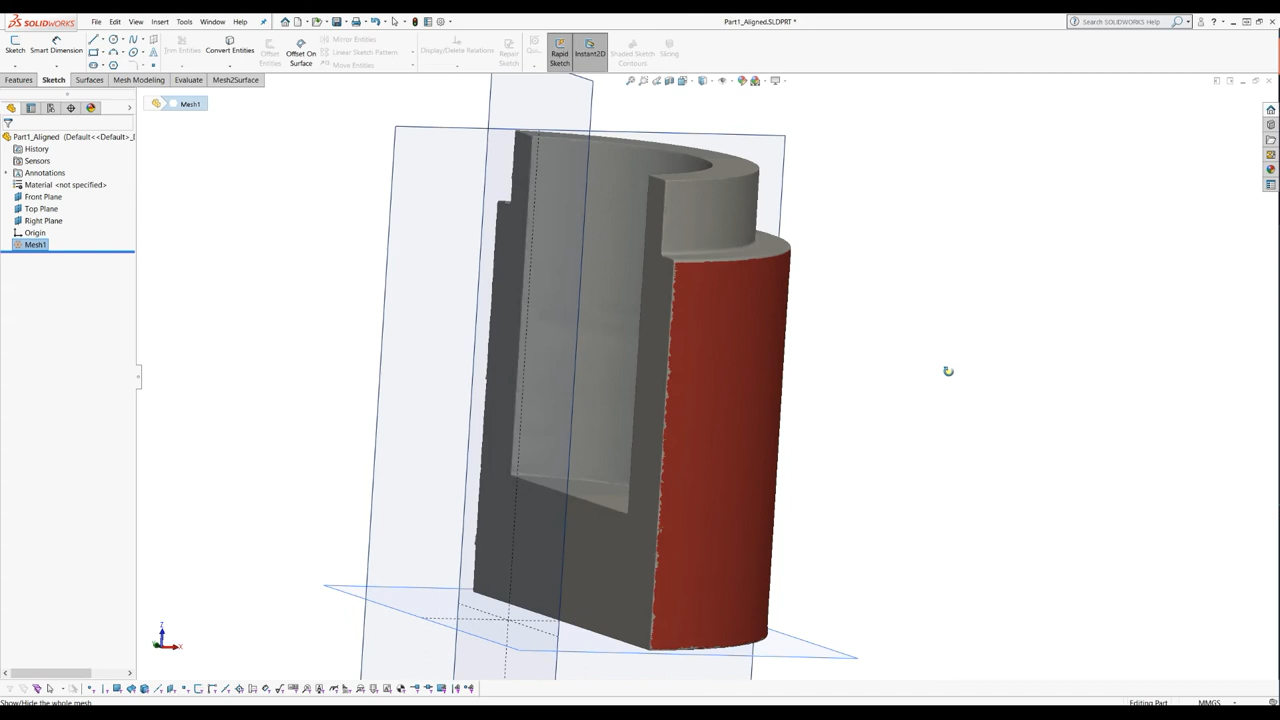 SOLIDWORKS File Edit View Insert Tools Window Help Part1_Aligned.SLDPRT * Search SOLIDWORKS Help
Sketch Smart Dimension Trim Entities Convert Entities Offset Entities Offset On Surface Mirror Entities Linear Sketch Pattern Move Entities Display/Delete Relations Repair Sketch Qui... Rapid Sketch Instant2D Shaded Sketch Contours Slicing
Features Sketch Surfaces Mesh Modeling Evaluate Mesh2Surface
Mesh1
Part1_Aligned (Default<<Default>_D
History
Sensors
Annotations
Material <not specified>
Front Plane
Top Plane
Right Plane
Origin
Mesh1
Z
Y
X
Show/Hide the whole mesh Editing Part MMGS